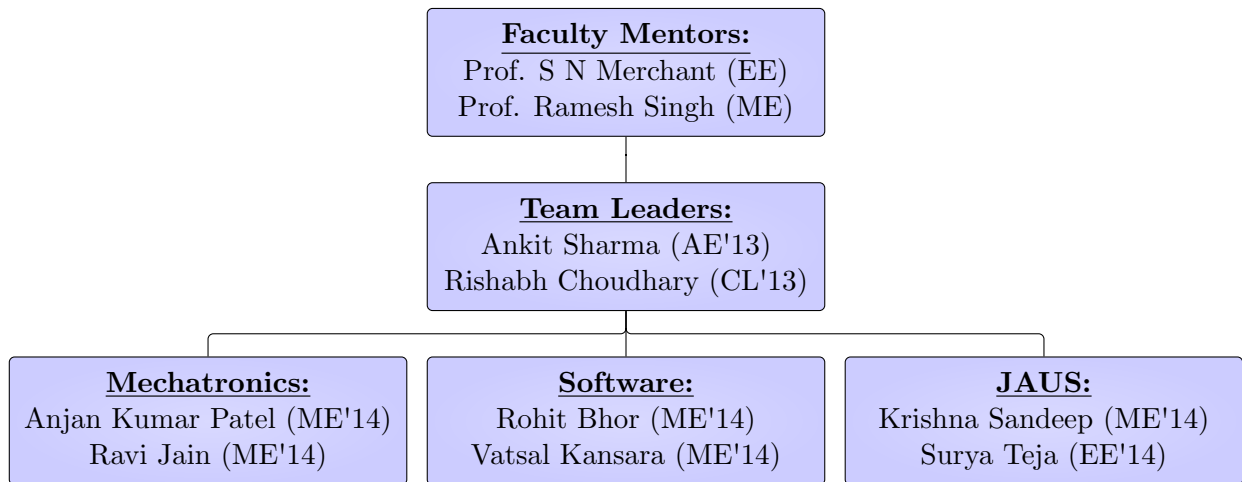 Faculty Mentors:
Prof. S N Merchant (EE)
Prof. Ramesh Singh (ME)
Team Leaders:
Ankit Sharma (AE'13)
Rishabh Choudhary (CL'13)
Mechatronics:
Anjan Kumar Patel (ME'14)
Ravi Jain (ME'14)
Software:
Rohit Bhor (ME'14)
Vatsal Kansara (ME'14)
JAUS:
Krishna Sandeep (ME'14)
Surya Teja (EE'14)